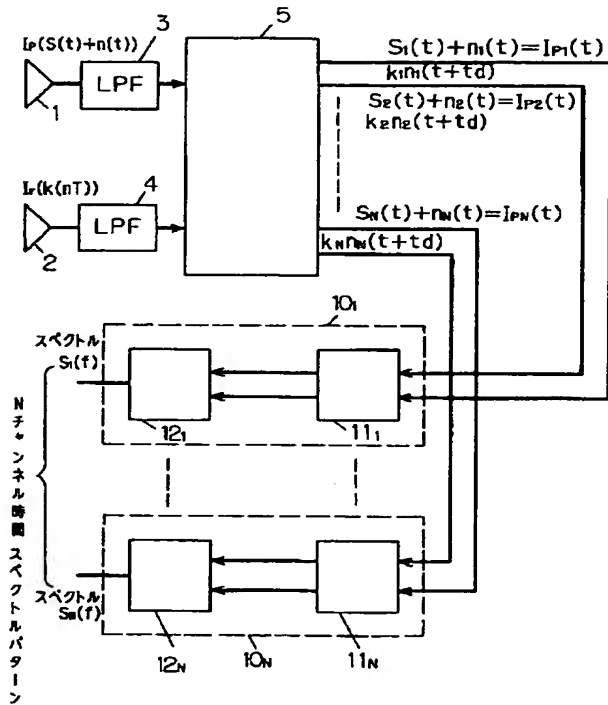 Ip(S(t)+n(t))
3
5
LPF
1
S₁(t)+n₁(t)=Ip₁(t)
k₁n₁(t+td)
S₂(t)+n₂(t)=Ip₂(t)
k₂n₂(t+td)
Ir(k(nT))
4
LPF
2
SN(t)+nN(t)=IpN(t)
kNnN(t+td)
10₁
スペクトル
S₁(f)
12₁
11₁
Nチャンネル時間スペクトルパターン
スペクトル
SN(f)
12N
10N
11N